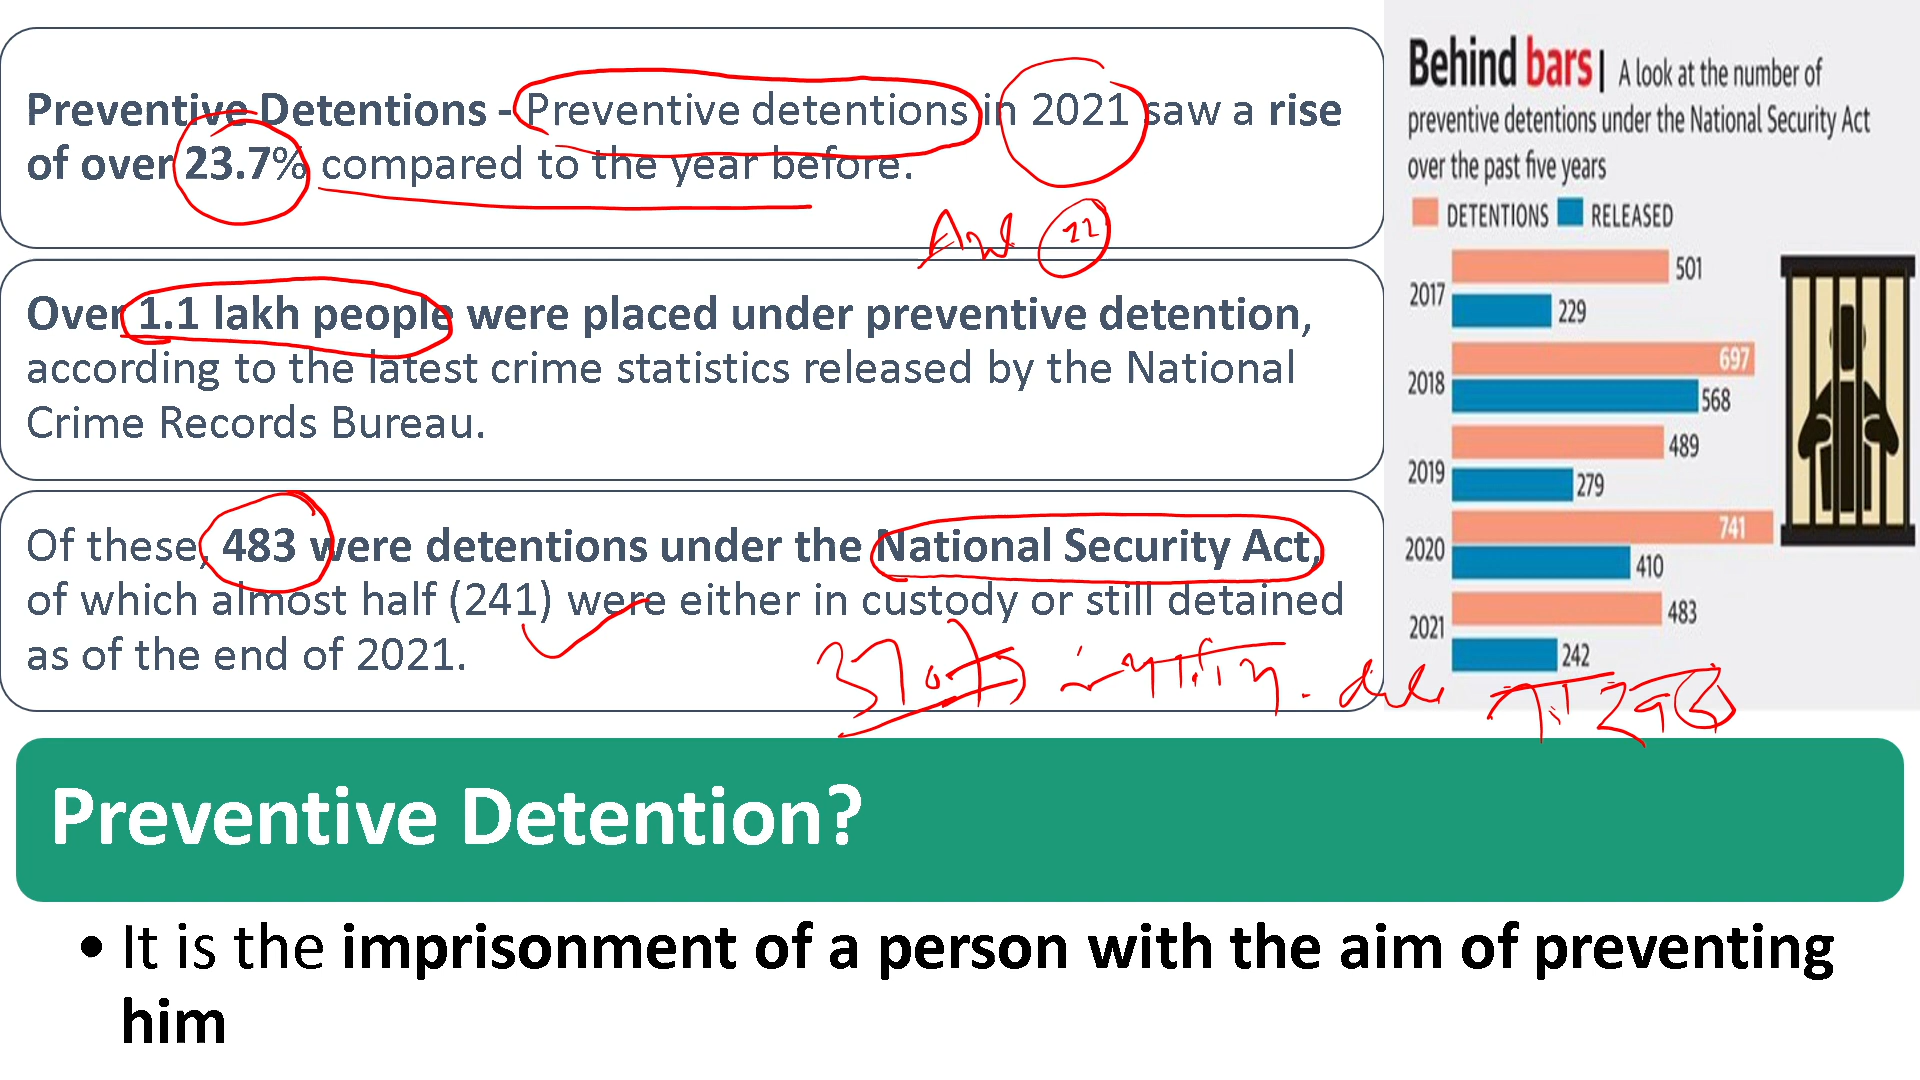 Preventive Detentions - Preventive detentions in 2021 saw a rise
of over 23.7% compared to the year before.
22
Over 1.1 lakh people were placed under preventive detention,
according to the latest crime statistics released by the National
Crime Records Bureau.
Of these, 483 were detentions under the National Security Act,
of which almost half (241) were either in custody or still detained
as of the end of 2021.
Behind bars | A look at the number of
preventive detentions under the National Security Act
over the past five years
DETENTIONS RELEASED
2017 501
229
2018 697
568
2019 489
279
2020 741
410
2021 483
242
Preventive Detention?
• It is the imprisonment of a person with the aim of preventing
him